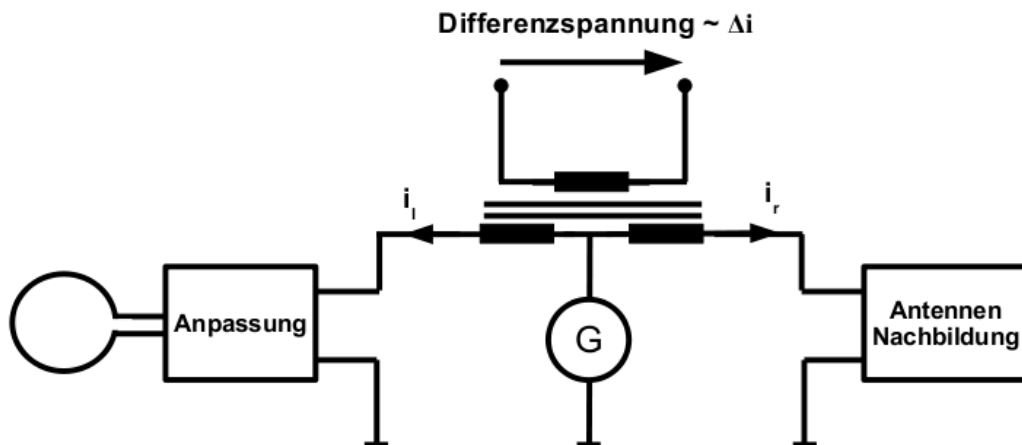 Differenzspannung ~ Δi
i_l
i_r
Anpassung
G
Antennen
Nachbildung